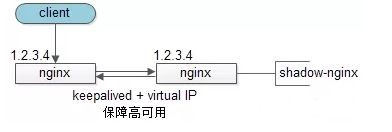 client
1.2.3.4 1.2.3.4
nginx nginx shadow-nginx
keepalived + virtual IP
保障高可用